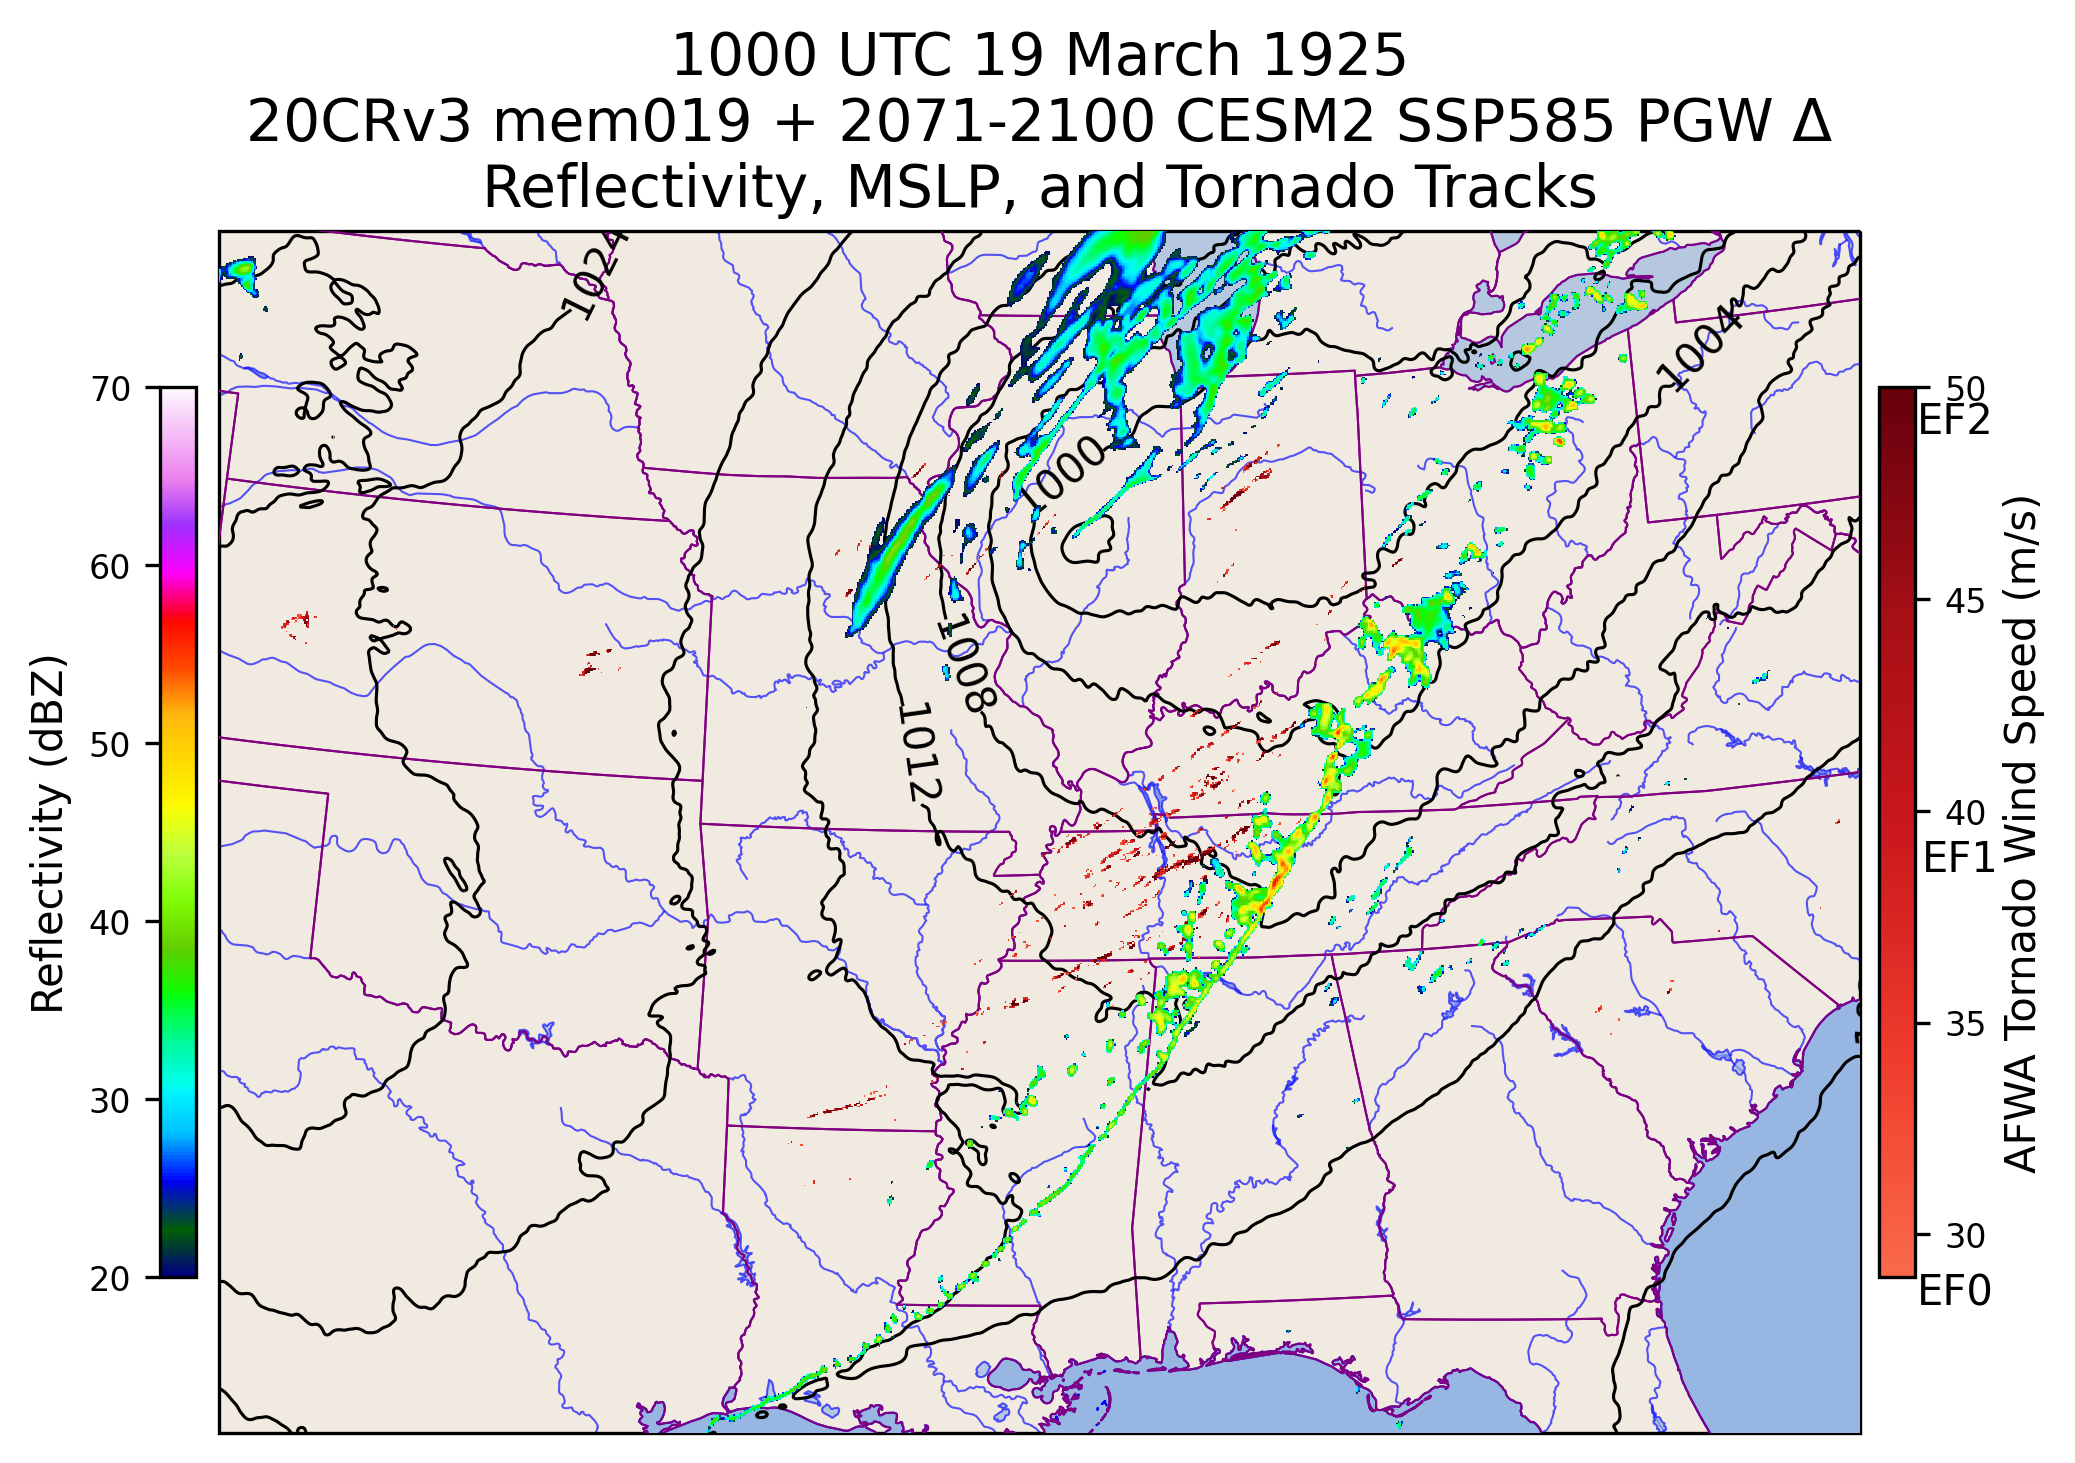 1000 UTC 19 March 1925
20CRv3 mem019 + 2071-2100 CESM2 SSP585 PGW Δ
Reflectivity, MSLP, and Tornado Tracks
1024
1004
1000
1008
1012
70
60
50
40
30
20
Reflectivity (dBZ)
50
EF2
45
40
EF1
35
30
EF0
AFWA Tornado Wind Speed (m/s)